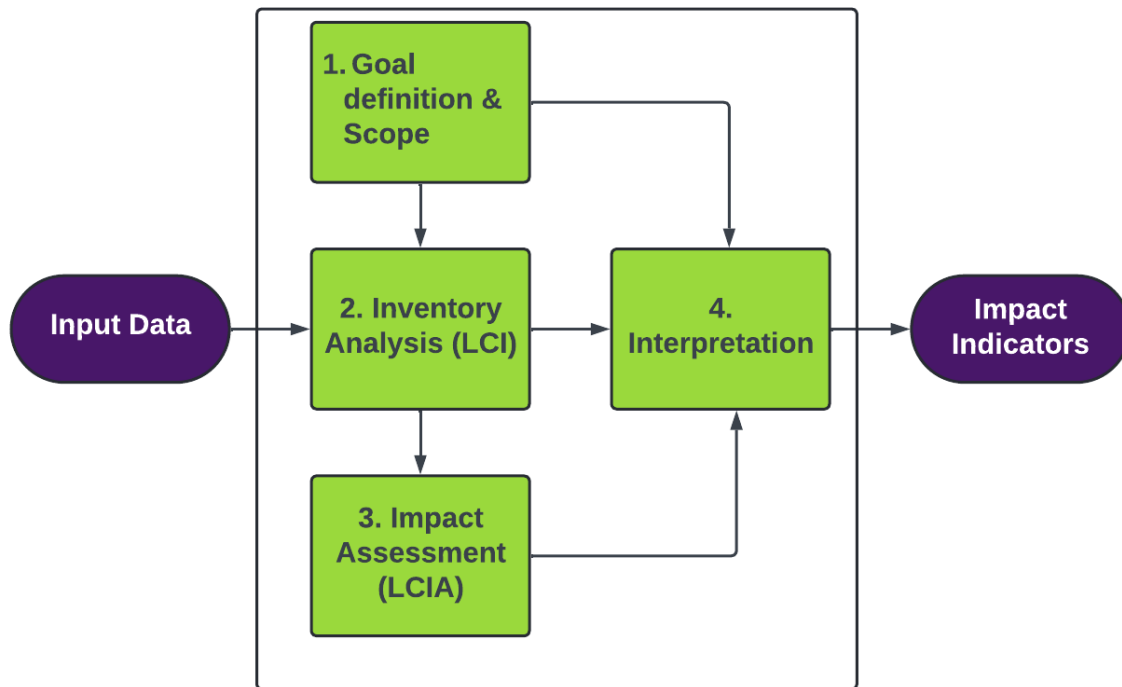 1. Goal
definition &
Scope
Input Data
2. Inventory
Analysis (LCI)
4.
Interpretation
Impact
Indicators
3. Impact
Assessment
(LCIA)